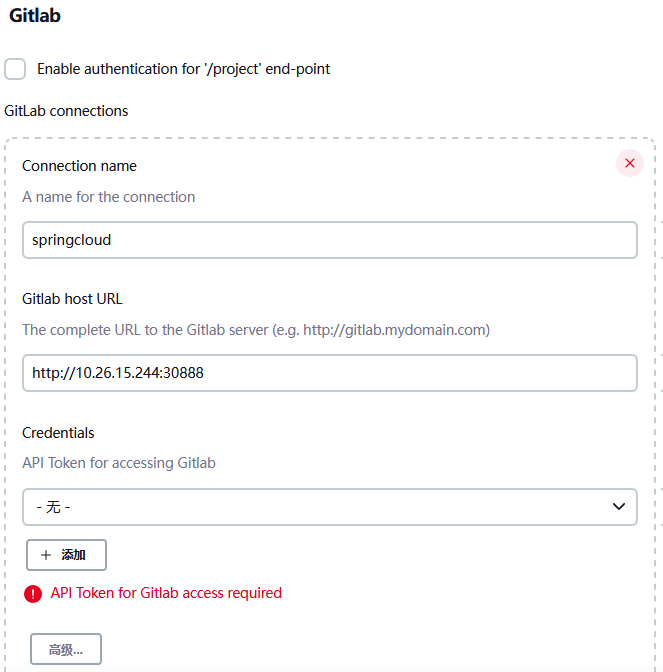 Gitlab
Enable authentication for '/project' end-point
GitLab connections
Connection name
A name for the connection
springcloud
Gitlab host URL
The complete URL to the Gitlab server (e.g. http://gitlab.mydomain.com)
http://10.26.15.244:30888
Credentials
API Token for accessing Gitlab
- 无 -
+ 添加
API Token for Gitlab access required
高级...